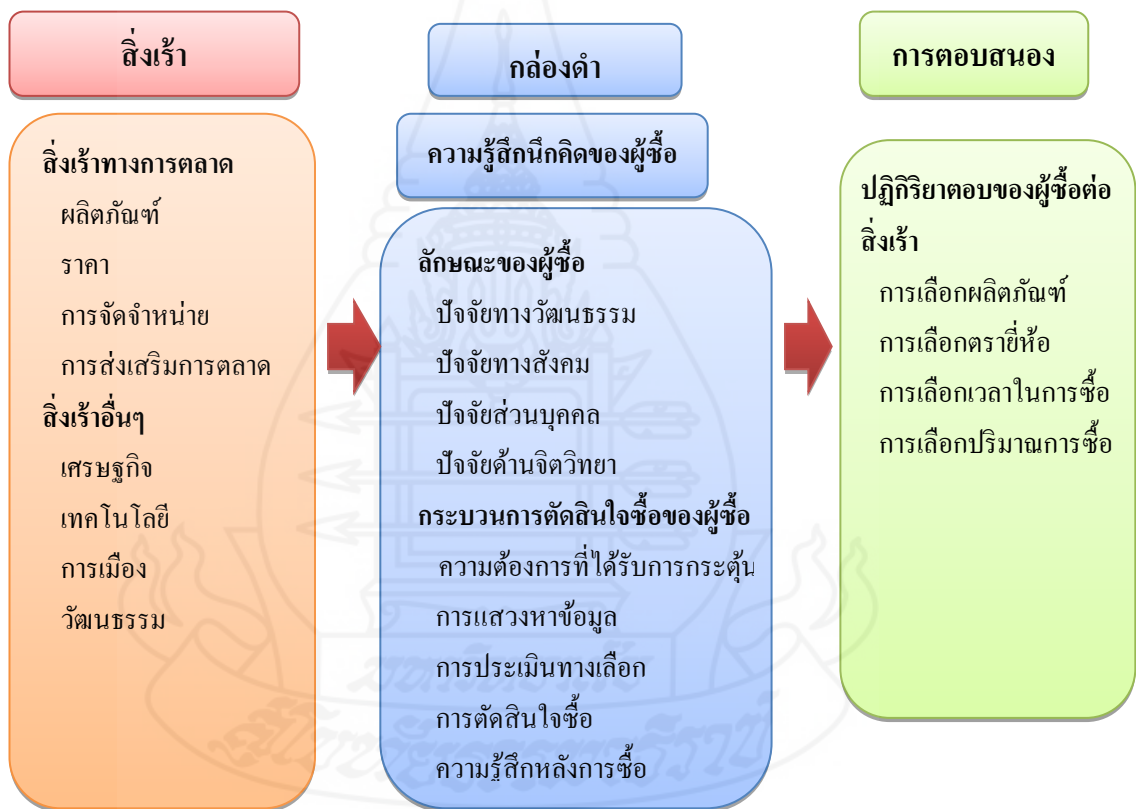 สิ่งเร้า
สิ่งเร้าทางการตลาด
ผลิตภัณฑ์
ราคา
การจัดจำหน่าย
การส่งเสริมการตลาด
สิ่งเร้าอื่นๆ
เศรษฐกิจ
เทคโนโลยี
การเมือง
วัฒนธรรม
กล่องดำ
ความรู้สึกนึกคิดของผู้ซื้อ
ลักษณะของผู้ซื้อ
ปัจจัยทางวัฒนธรรม
ปัจจัยทางสังคม
ปัจจัยส่วนบุคคล
ปัจจัยด้านจิตวิทยา
กระบวนการตัดสินใจซื้อของผู้ซื้อ
ความต้องการที่ได้รับการกระตุ้น
การแสวงหาข้อมูล
การประเมินทางเลือก
การตัดสินใจซื้อ
ความรู้สึกหลังการซื้อ
การตอบสนอง
ปฏิกิริยาตอบของผู้ซื้อต่อ
สิ่งเร้า
การเลือกผลิตภัณฑ์
การเลือกตรายี่ห้อ
การเลือกเวลาในการซื้อ
การเลือกปริมาณการซื้อ